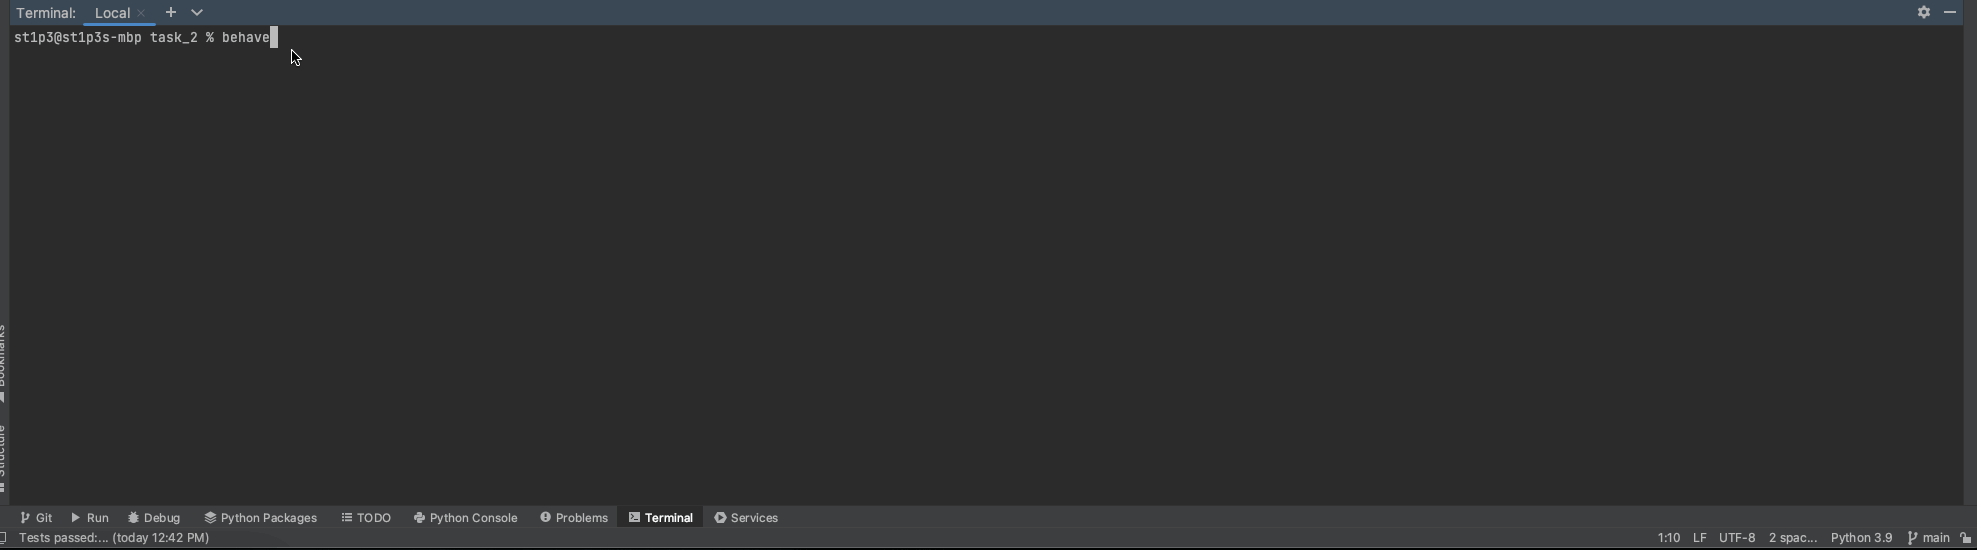 Terminal: Local × +
st1p3@st1p3s-mbp task_2 % behave
Bookmarks
Structure
Git Run Debug Python Packages TODO Python Console Problems Terminal Services
Tests passed:... (today 12:42 PM) 1:10 LF UTF-8 2 spac... Python 3.9 main